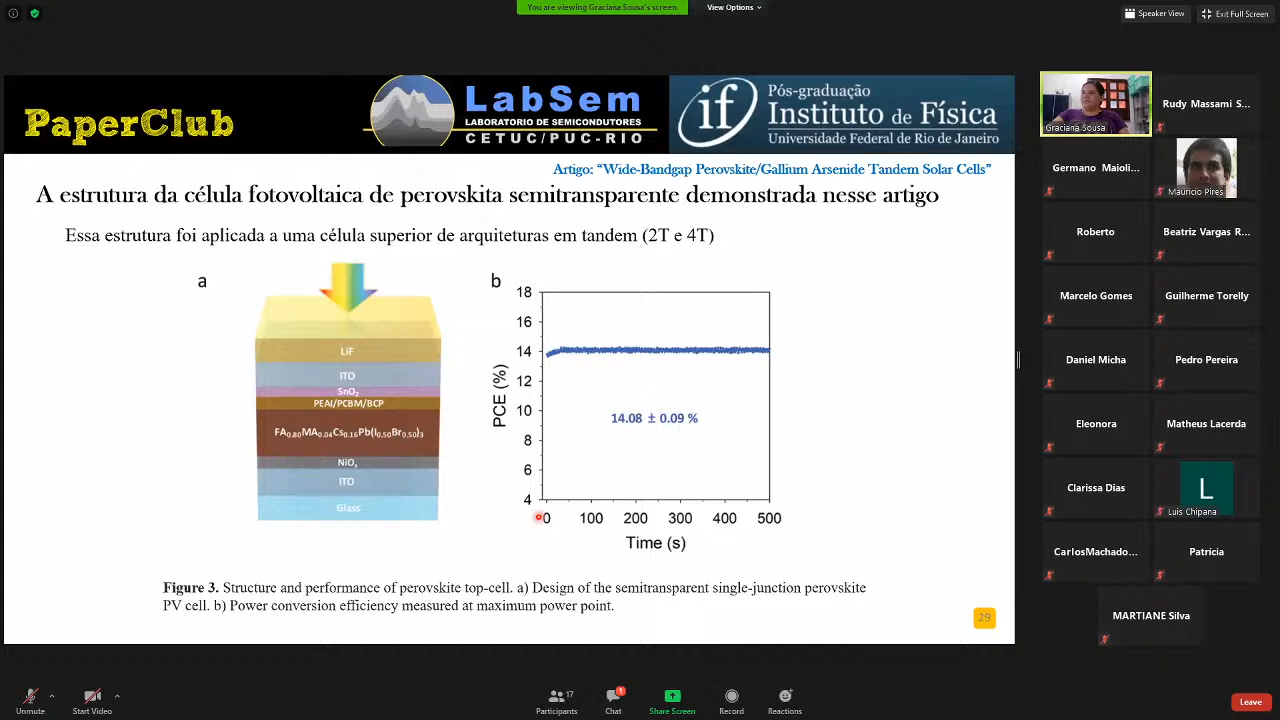 You are viewing Graciana Sousa's screen
View Options
Speaker View
Exit Full Screen
PaperClub
LabSem
LABORATORIO DE SEMICONDUTORES
CETUC/PUC-RIO
if
Pós-graduação
Instituto de Física
Universidade Federal do Rio de Janeiro
Artigo: “Wide-Bandgap Perovskite/Gallium Arsenide Tandem Solar Cells”
A estrutura da célula fotovoltaica de perovskita semitransparente demonstrada nesse artigo
Essa estrutura foi aplicada a uma célula superior de arquiteturas em tandem (2T e 4T)
a
LiF
ITO
SnO₂
PEAI/PCBM/BCP
FA₀.₈₀MA₀.₀₄Cs₀.₁₆Pb(I₀.₅₀Br₀.₅₀)₃
NiOₓ
ITO
Glass
b
18
16
14
12
10
8
6
4
PCE (%)
14.08 ± 0.09 %
0 100 200 300 400 500
Time (s)
Figure 3. Structure and performance of perovskite top-cell. a) Design of the semitransparent single-junction perovskite
PV cell. b) Power conversion efficiency measured at maximum power point.
29
Graciana Sousa
Rudy Massami S...
Germano Maioli...
Mauricio Pires
Roberto
Beatriz Vargas R...
Marcelo Gomes
Guilherme Torelly
Daniel Micha
Pedro Pereira
Eleonora
Matheus Lacerda
Clarissa Dias
L
Luis Chipana
CarlosMachado...
Patrícia
MARTIANE Silva
Unmute
Start Video
Participants
17
Chat
1
Share Screen
Record
Reactions
Leave